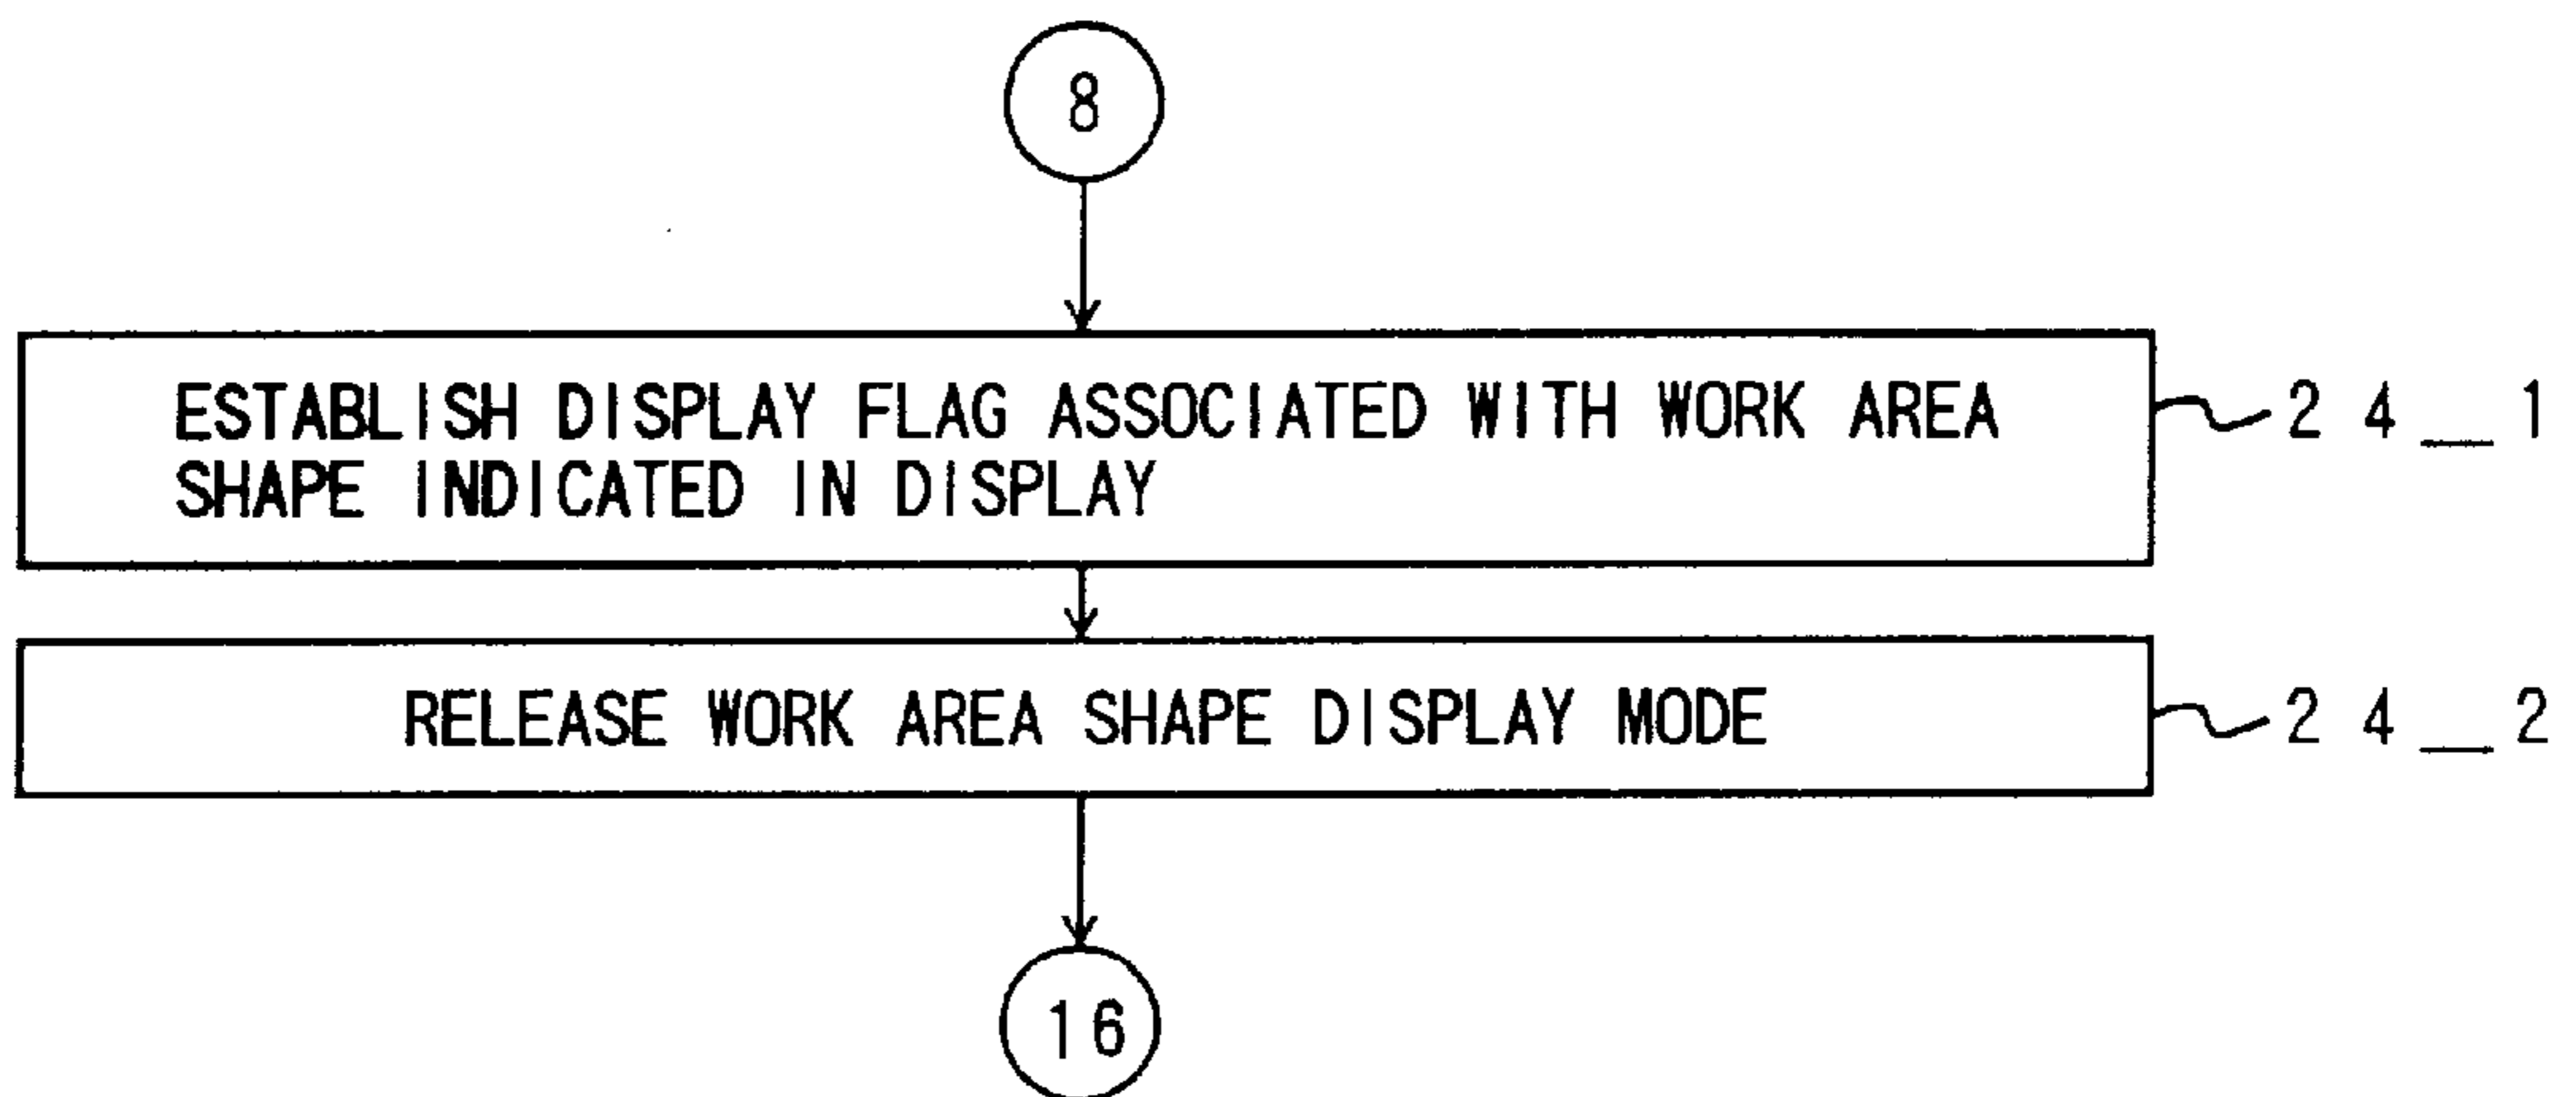 8
ESTABLISH DISPLAY FLAG ASSOCIATED WITH WORK AREA
SHAPE INDICATED IN DISPLAY
24_1
RELEASE WORK AREA SHAPE DISPLAY MODE
24_2
16